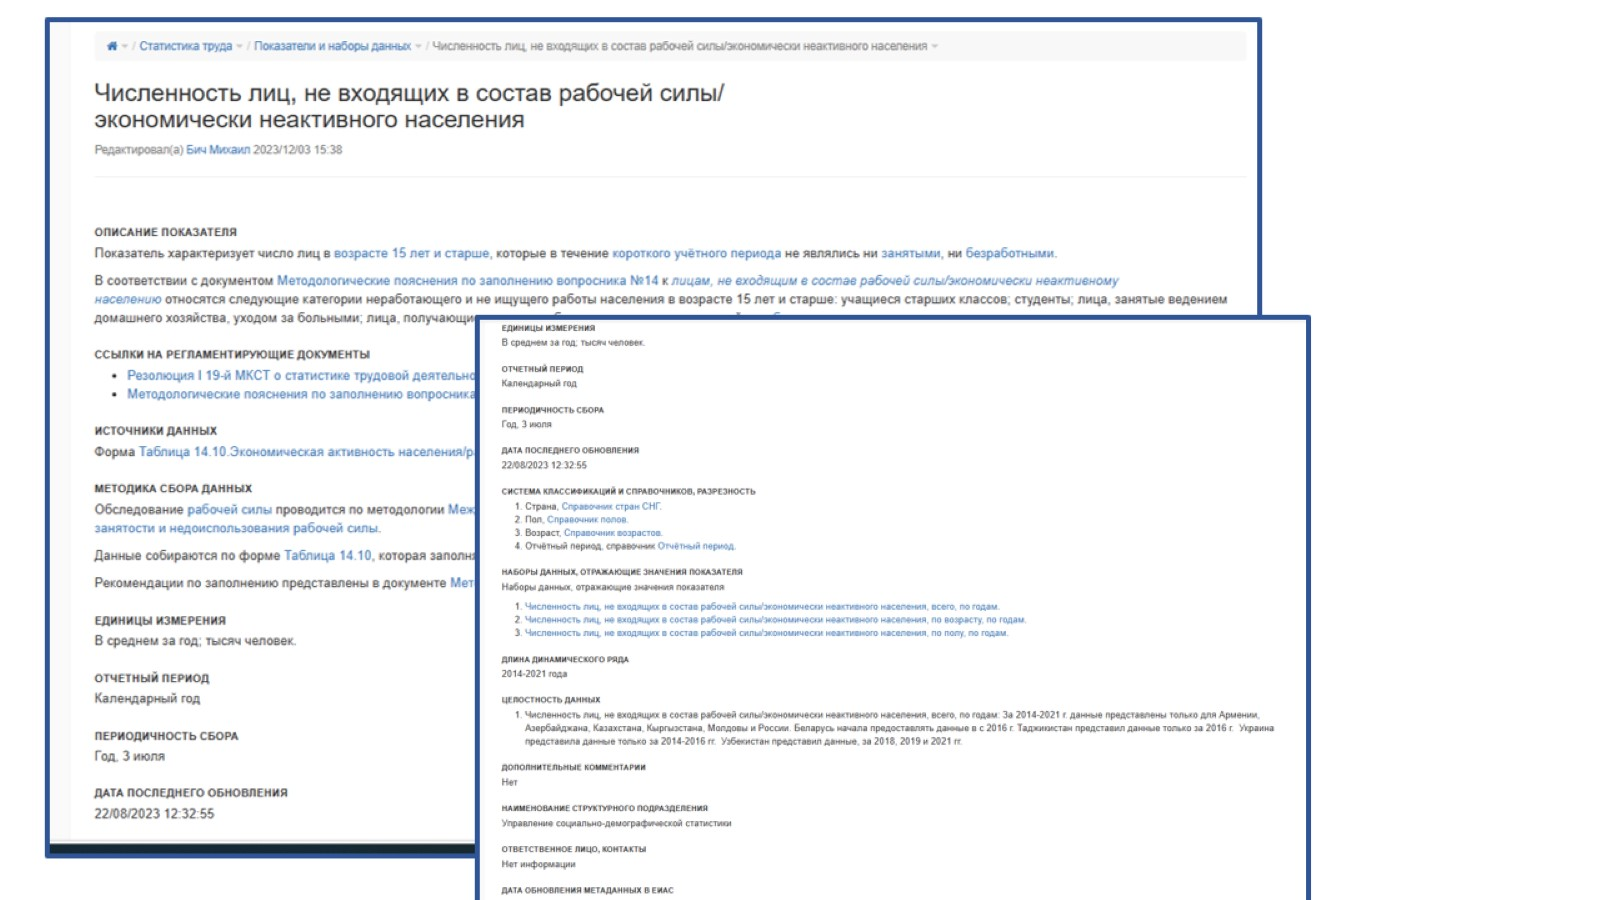 / Статистика труда / Показатели и наборы данных / Численность лиц, не входящих в состав рабочей силы/экономически неактивного населения
Численность лиц, не входящих в состав рабочей силы/
экономически неактивного населения
Редактировал(а) Бич Михаил 2023/12/03 15:38
ОПИСАНИЕ ПОКАЗАТЕЛЯ
Показатель характеризует число лиц в возрасте 15 лет и старше, которые в течение короткого учётного периода не являлись ни занятыми, ни безработными.
В соответствии с документом Методологические пояснения по заполнению вопросника №14 к лицам, не входящим в состав рабочей силы/экономически неактивному
населению относятся следующие категории неработающего и не ищущего работы населения в возрасте 15 лет и старше: учащиеся старших классов; студенты; лица, занятые ведением
домашнего хозяйства, уходом за больными; лица, получающи
ССЫЛКИ НА РЕГЛАМЕНТИРУЮЩИЕ ДОКУМЕНТЫ
• Резолюция I 19-й МКСТ о статистике трудовой деятельно
• Методологические пояснения по заполнению вопросника
ИСТОЧНИКИ ДАННЫХ
Форма Таблица 14.10.Экономическая активность населения/р
МЕТОДИКА СБОРА ДАННЫХ
Обследование рабочей силы проводится по методологии Меж
занятости и недоиспользования рабочей силы.
Данные собираются по форме Таблица 14.10, которая заполн
Рекомендации по заполнению представлены в документе Мет
ЕДИНИЦЫ ИЗМЕРЕНИЯ
В среднем за год; тысяч человек.
ОТЧЕТНЫЙ ПЕРИОД
Календарный год
ПЕРИОДИЧНОСТЬ СБОРА
Год, 3 июля
ДАТА ПОСЛЕДНЕГО ОБНОВЛЕНИЯ
22/08/2023 12:32:55
ЕДИНИЦЫ ИЗМЕРЕНИЯ
В среднем за год; тысяч человек.
ОТЧЕТНЫЙ ПЕРИОД
Календарный год
ПЕРИОДИЧНОСТЬ СБОРА
Год, 3 июля
ДАТА ПОСЛЕДНЕГО ОБНОВЛЕНИЯ
22/08/2023 12:32:55
СИСТЕМА КЛАССИФИКАЦИЙ И СПРАВОЧНИКОВ, РАЗРЕЗНОСТЬ
1. Страна, Справочник стран СНГ.
2. Пол, Справочник полов.
3. Возраст, Справочник возрастов.
4. Отчётный период, справочник Отчётный период.
НАБОРЫ ДАННЫХ, ОТРАЖАЮЩИЕ ЗНАЧЕНИЯ ПОКАЗАТЕЛЯ
Наборы данных, отражающие значения показателя
1. Численность лиц, не входящих в состав рабочей силы/экономически неактивного населения, всего, по годам.
2. Численность лиц, не входящих в состав рабочей силы/экономически неактивного населения, по возрасту, по годам.
3. Численность лиц, не входящих в состав рабочей силы/экономически неактивного населения, по полу, по годам.
ДЛИНА ДИНАМИЧЕСКОГО РЯДА
2014-2021 года
ЦЕЛОСТНОСТЬ ДАННЫХ
1. Численность лиц, не входящих в состав рабочей силы/экономически неактивного населения, всего, по годам: За 2014-2021 г. данные представлены только для Армении,
Азербайджана, Казахстана, Кыргызстана, Молдовы и России. Беларусь начала предоставлять данные в с 2016 г. Таджикистан представил данные только за 2016 г. Украина
представила данные только за 2014-2016 гг. Узбекистан представил данные, за 2018, 2019 и 2021 гг.
ДОПОЛНИТЕЛЬНЫЕ КОММЕНТАРИИ
Нет
НАИМЕНОВАНИЕ СТРУКТУРНОГО ПОДРАЗДЕЛЕНИЯ
Управление социально-демографической статистики
ОТВЕТСТВЕННОЕ ЛИЦО, КОНТАКТЫ
Нет информации
ДАТА ОБНОВЛЕНИЯ МЕТАДАННЫХ В ЕИАС